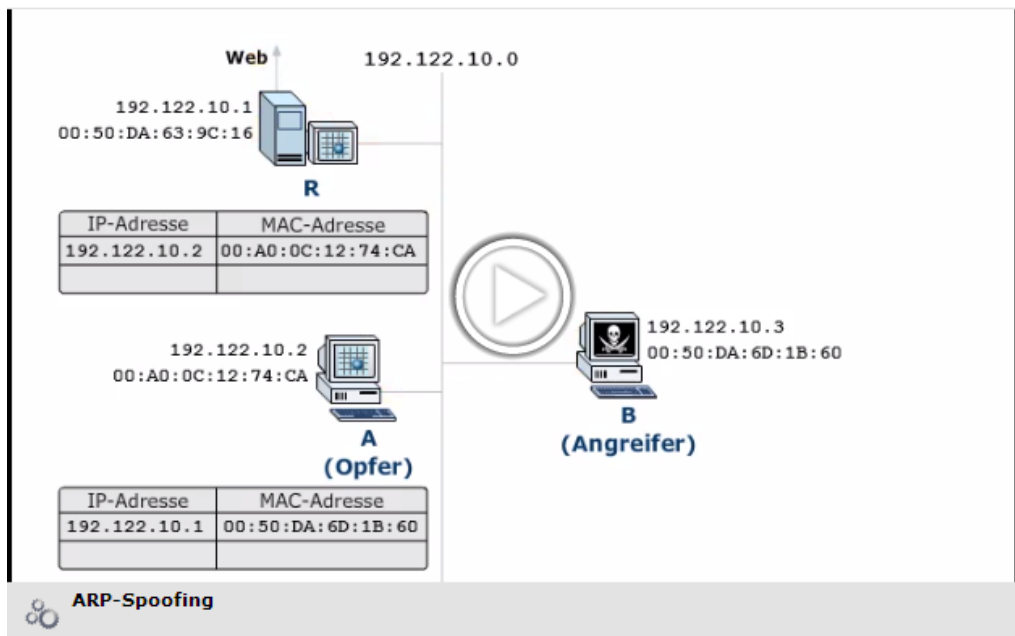 Web
192.122.10.0
192.122.10.1
00:50:DA:63:9C:16
R
IP-Adresse MAC-Adresse
192.122.10.2 00:A0:0C:12:74:CA
192.122.10.3
00:50:DA:6D:1B:60
B
(Angreifer)
192.122.10.2
00:A0:0C:12:74:CA
A
(Opfer)
IP-Adresse MAC-Adresse
192.122.10.1 00:50:DA:6D:1B:60
ARP-Spoofing